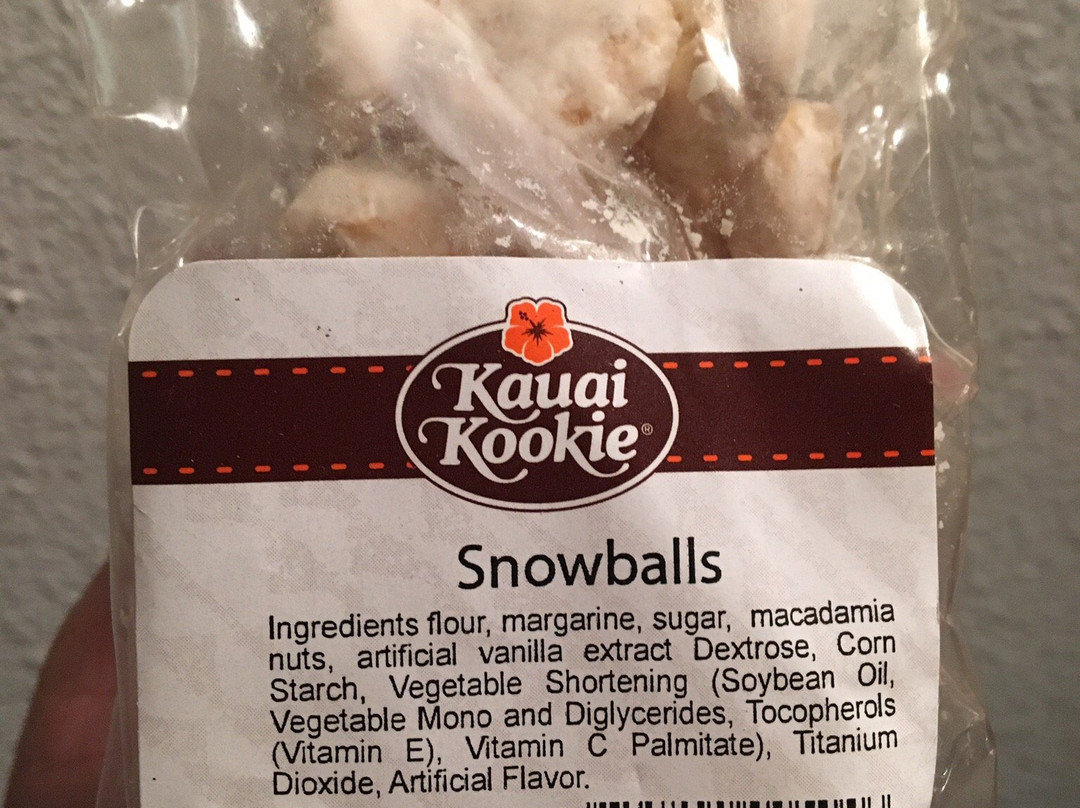 Kauai
Kookie®
Snowballs
Ingredients flour, margarine, sugar, macadamia
nuts, artificial vanilla extract Dextrose, Corn
Starch, Vegetable Shortening (Soybean Oil,
Vegetable Mono and Diglycerides, Tocopherols
(Vitamin E), Vitamin C Palmitate), Titanium
Dioxide, Artificial Flavor.